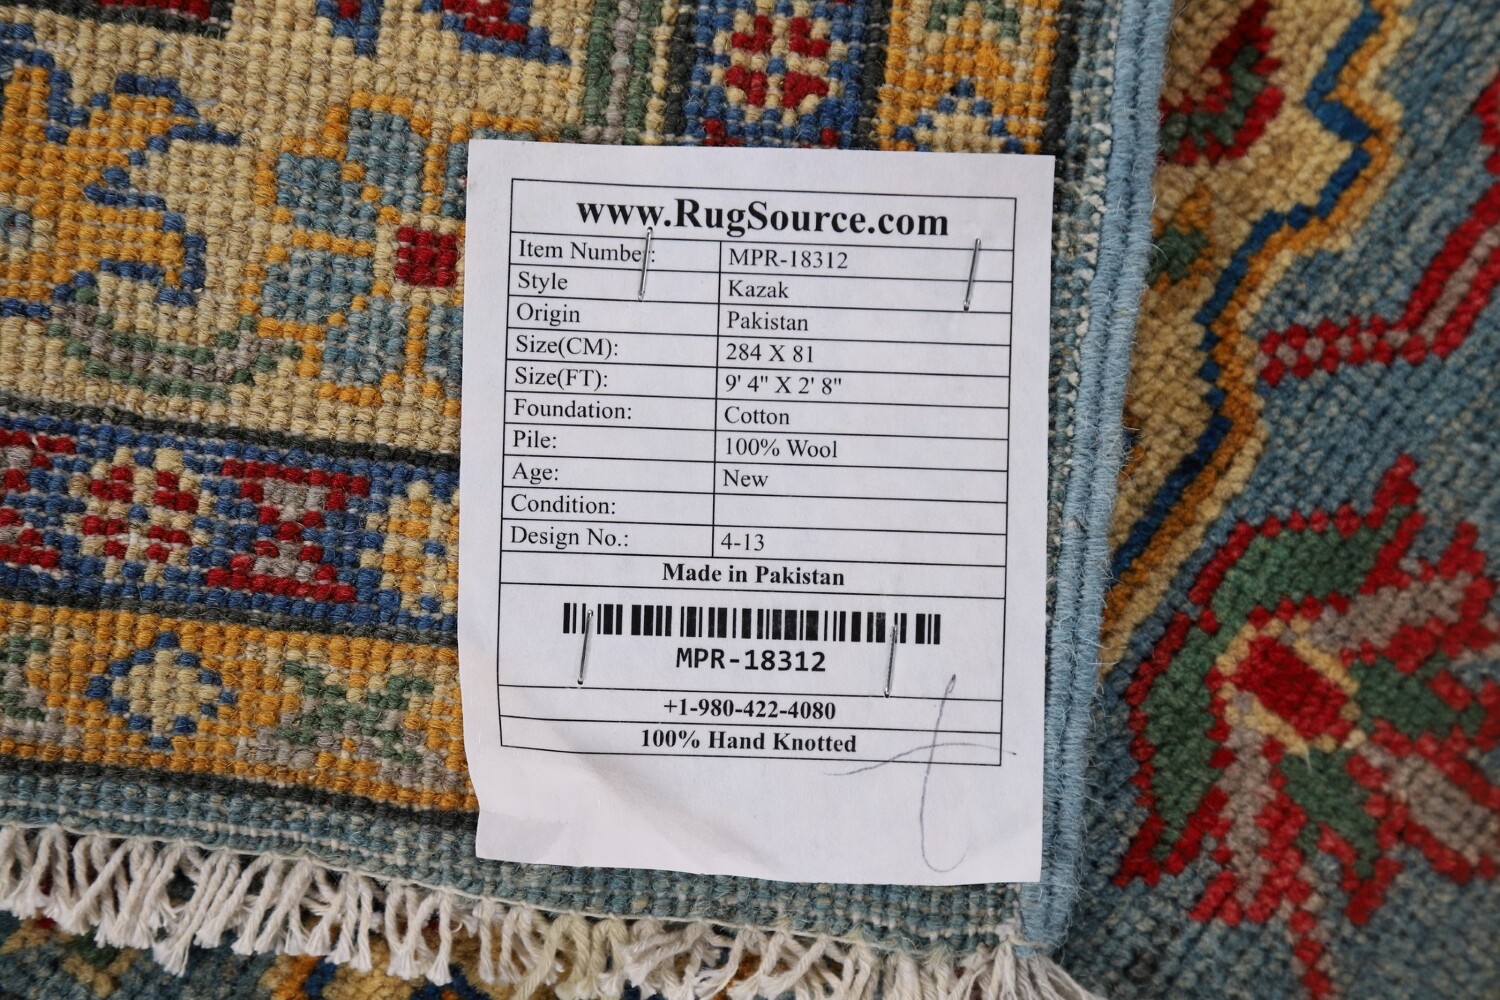 www.RugSource.com
Item Number: MPR-18312
Style Kazak
Origin Pakistan
Size(CM): 284 X 81
Size(FT): 9' 4" X 2' 8"
Foundation: Cotton
Pile: 100% Wool
Age: New
Condition:
Design No.: 4-13
Made in Pakistan
MPR-18312
+1-980-422-4080
100% Hand Knotted